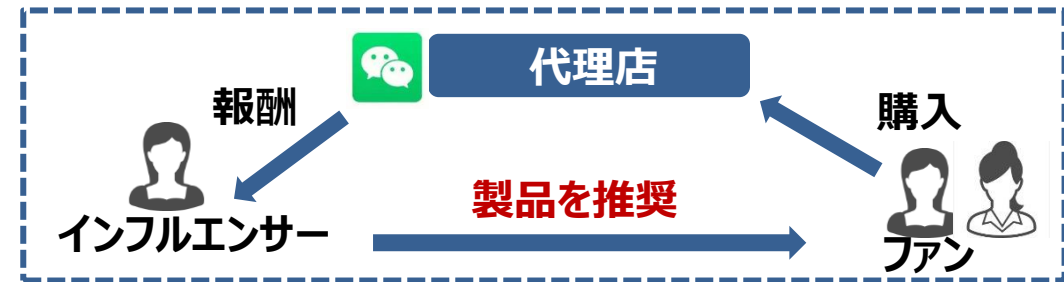 代理店
報酬
購入
製品を推奨
インフルエンサー
ファン